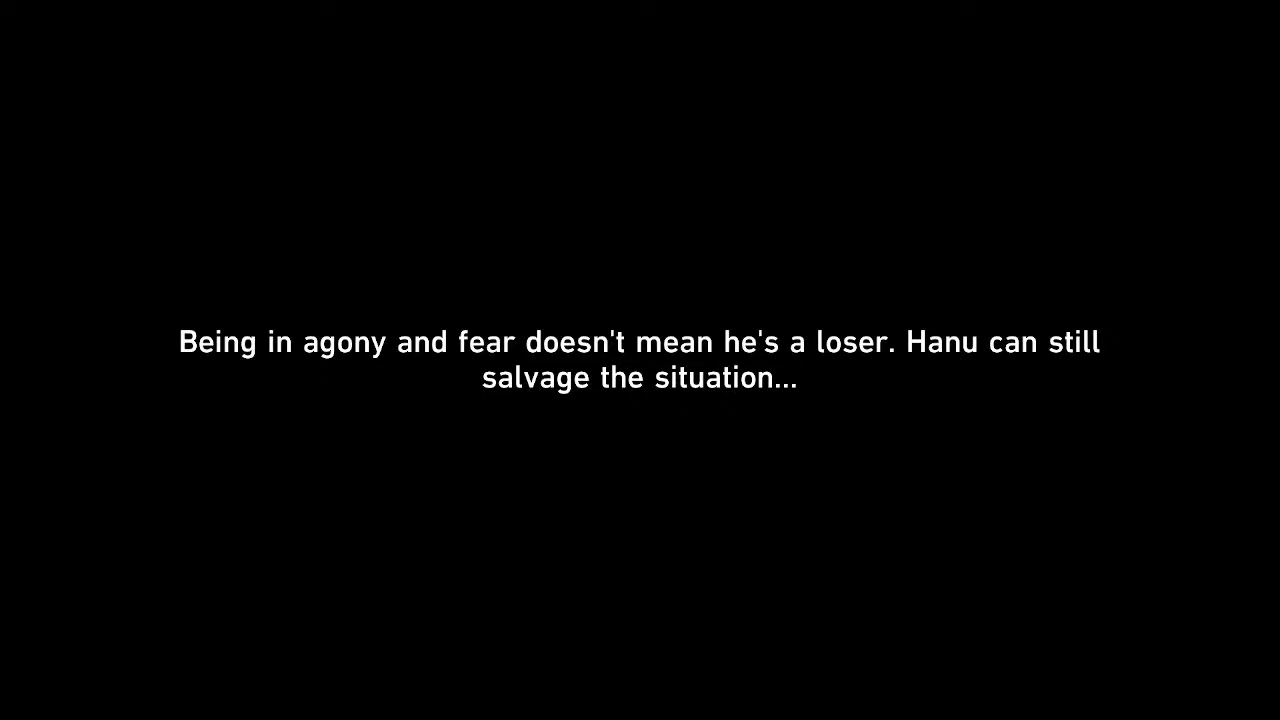 Being in agony and fear doesn't mean he's a loser. Hanu can still
salvage the situation...